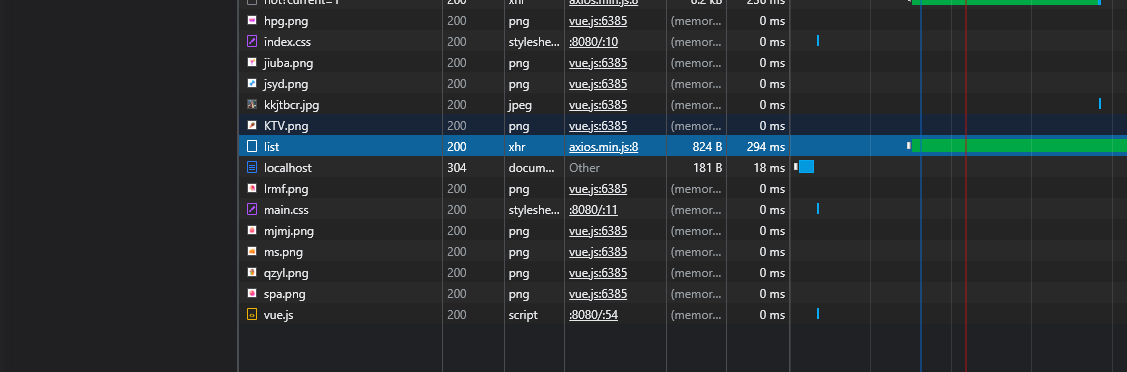 hot?current=1 200 xhr axios.min.js:8 6.2 kB 236 ms
hpg.png 200 png vue.js:6385 (memor... 0 ms
index.css 200 styleshe... :8080/:10 (memor... 0 ms
jiuba.png 200 png vue.js:6385 (memor... 0 ms
jsyd.png 200 png vue.js:6385 (memor... 0 ms
kkjtbcr.jpg 200 jpeg vue.js:6385 (memor... 0 ms
KTV.png 200 png vue.js:6385 (memor... 0 ms
list 200 xhr axios.min.js:8 824 B 294 ms
localhost 304 docum... Other 181 B 18 ms
lrmf.png 200 png vue.js:6385 (memor... 0 ms
main.css 200 styleshe... :8080/:11 (memor... 0 ms
mjmj.png 200 png vue.js:6385 (memor... 0 ms
ms.png 200 png vue.js:6385 (memor... 0 ms
qzyl.png 200 png vue.js:6385 (memor... 0 ms
spa.png 200 png vue.js:6385 (memor... 0 ms
vue.js 200 script :8080/:54 (memor... 0 ms